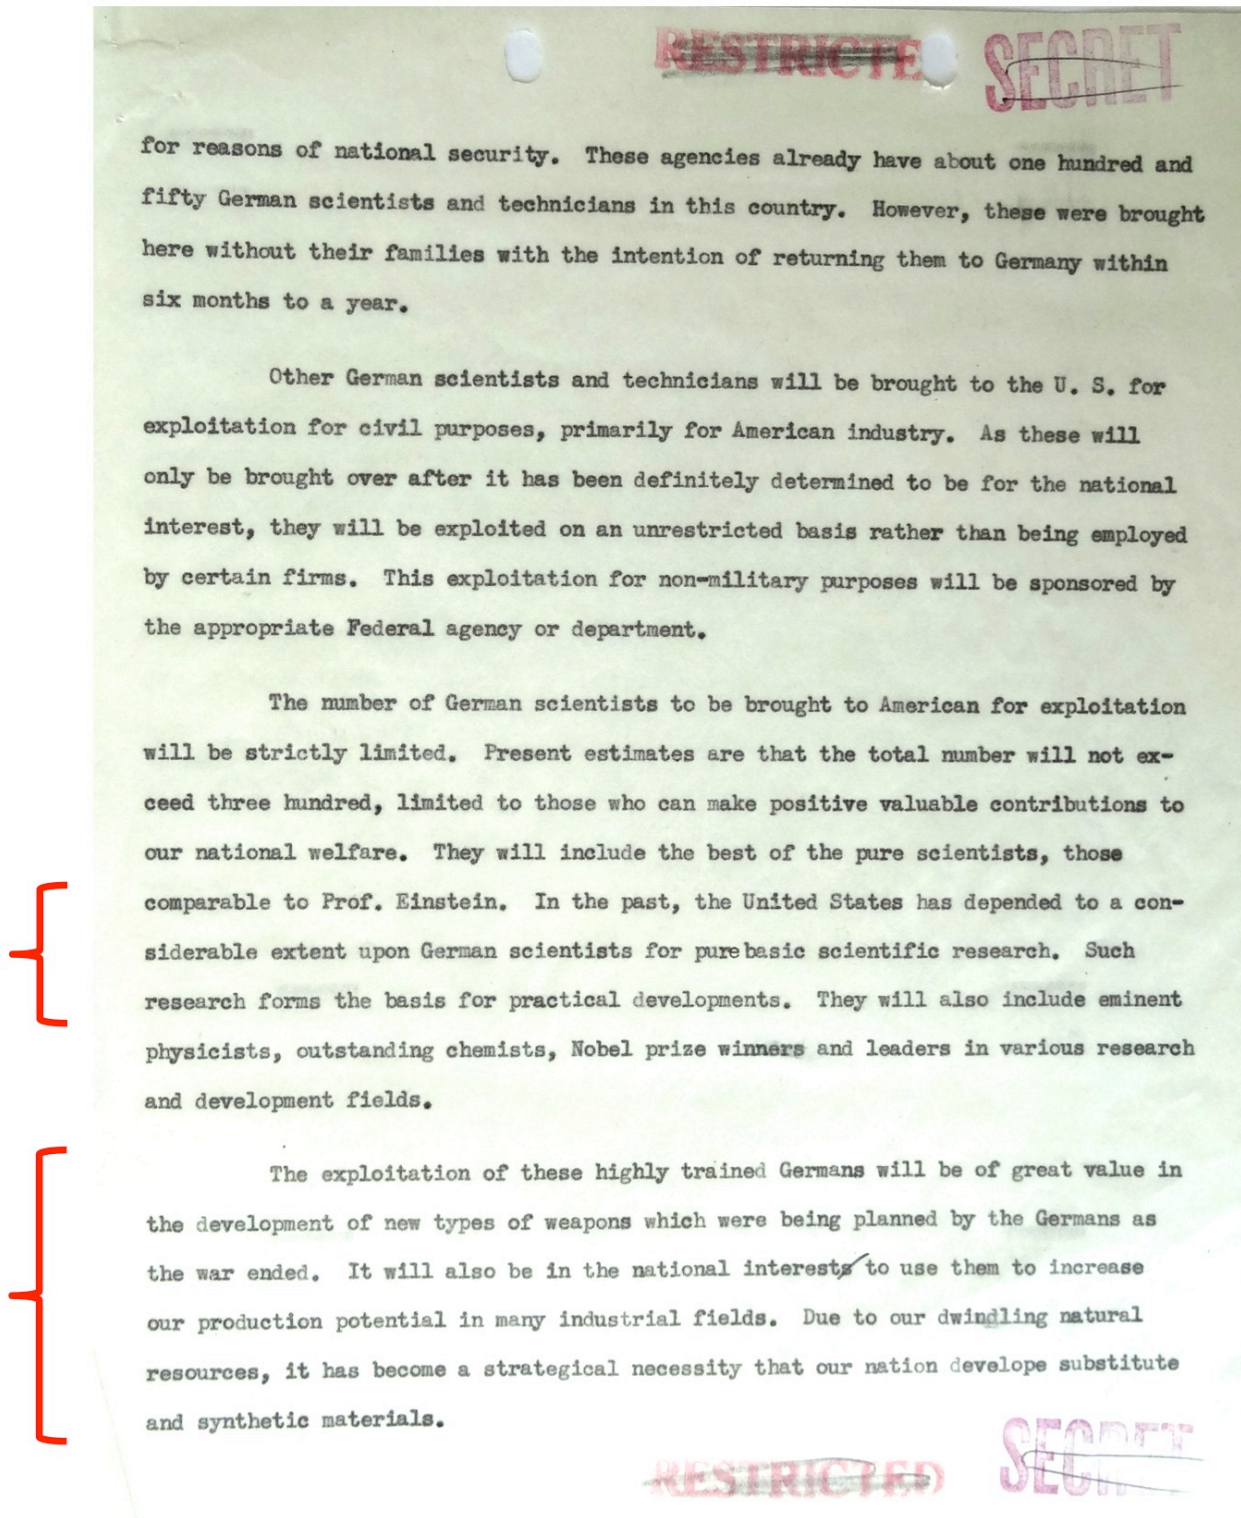 RESTRICTE SECRET
for reasons of national security. These agencies already have about one hundred and
fifty German scientists and technicians in this country. However, these were brought
here without their families with the intention of returning them to Germany within
six months to a year.
Other German scientists and technicians will be brought to the U. S. for
exploitation for civil purposes, primarily for American industry. As these will
only be brought over after it has been definitely determined to be for the national
interest, they will be exploited on an unrestricted basis rather than being employed
by certain firms. This exploitation for non-military purposes will be sponsored by
the appropriate Federal agency or department.
The number of German scientists to be brought to American for exploitation
will be strictly limited. Present estimates are that the total number will not ex-
ceed three hundred, limited to those who can make positive valuable contributions to
our national welfare. They will include the best of the pure scientists, those
comparable to Prof. Einstein. In the past, the United States has depended to a con-
siderable extent upon German scientists for pure basic scientific research. Such
research forms the basis for practical developments. They will also include eminent
physicists, outstanding chemists, Nobel prize winners and leaders in various research
and development fields.
The exploitation of these highly trained Germans will be of great value in
the development of new types of weapons which were being planned by the Germans as
the war ended. It will also be in the national interests to use them to increase
our production potential in many industrial fields. Due to our dwindling natural
resources, it has become a strategical necessity that our nation develope substitute
and synthetic materials.
RESTRICTED SECRET